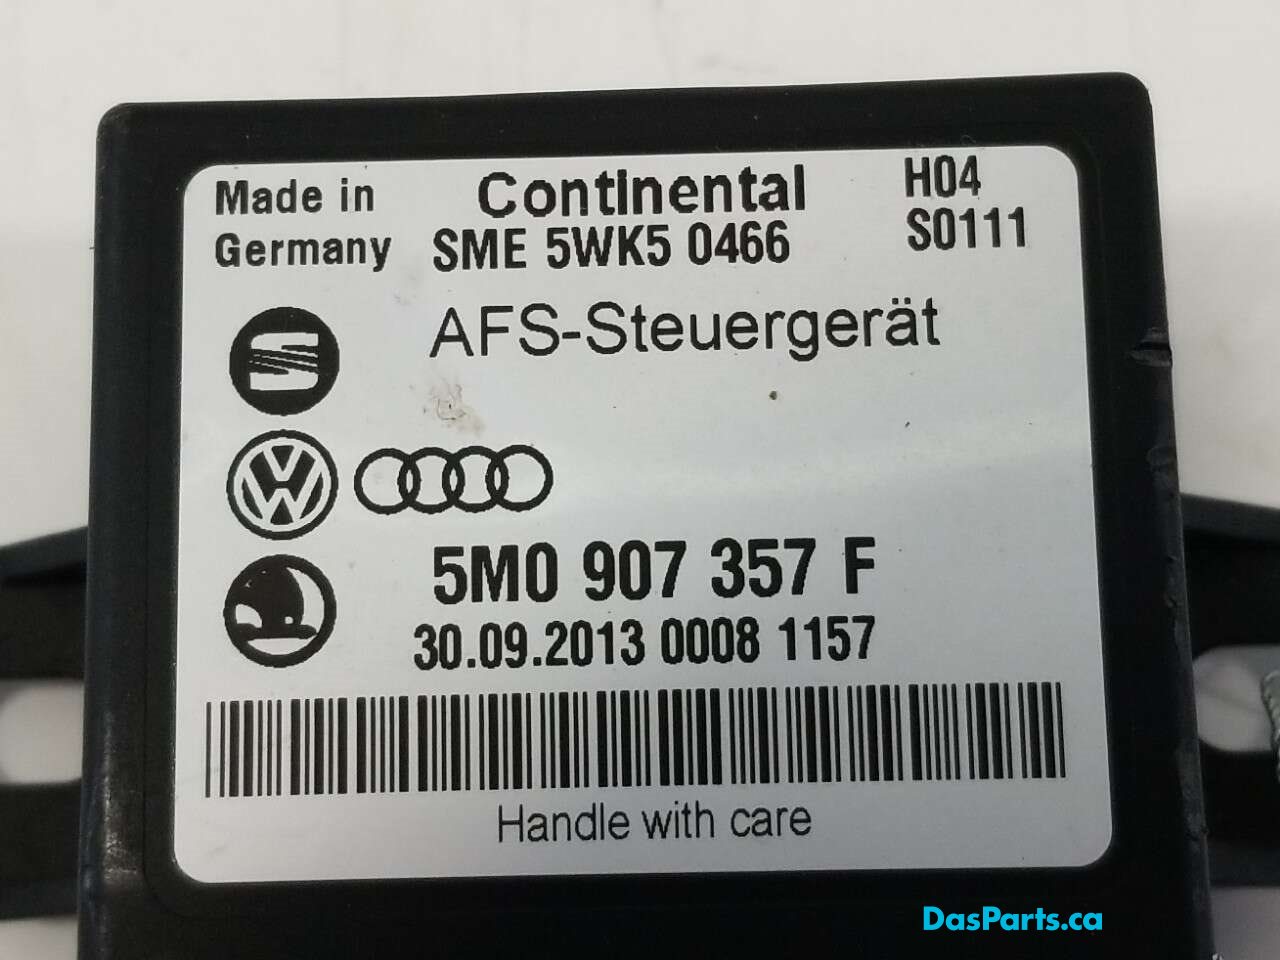 Made in
Germany
Continental
SME 5WK5 0466
H04
S0111
AFS-Steuergerät
5M0 907 357 F
30.09.2013 0008 1157
Handle with care
DasParts.ca